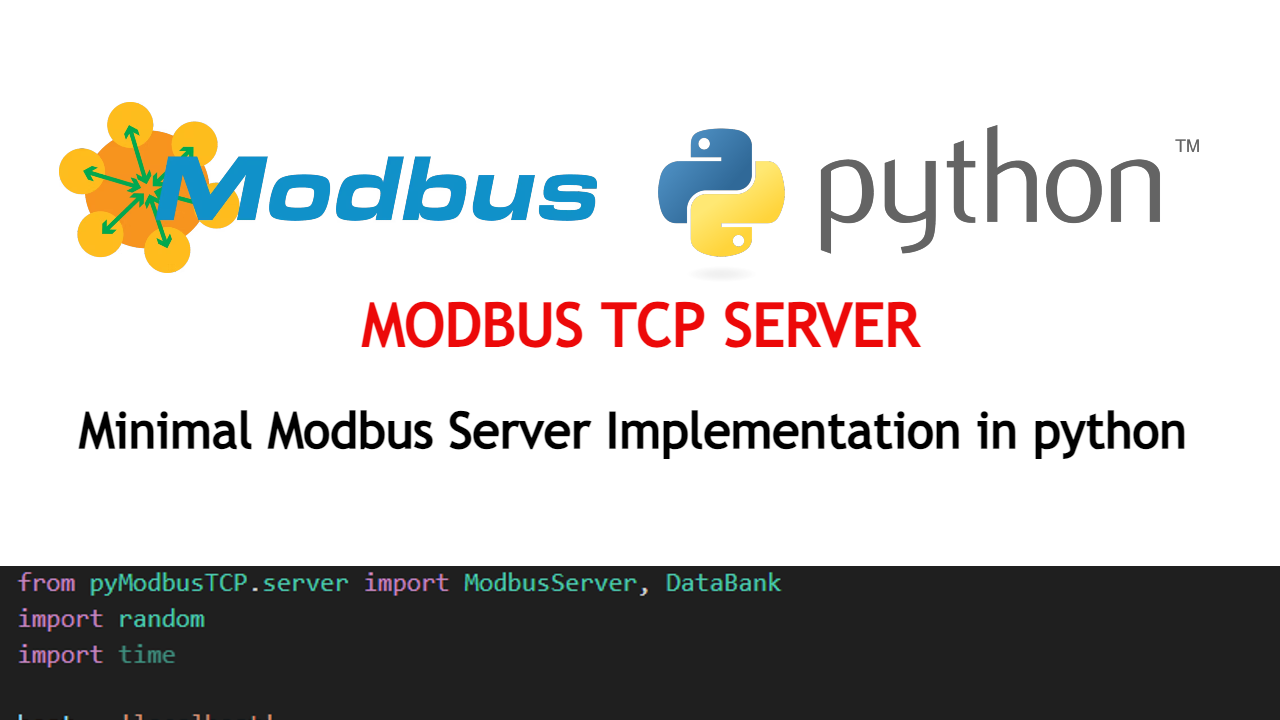 Modbus
python
TM
MODBUS TCP SERVER
Minimal Modbus Server Implementation in python
from pyModbusTCP.server import ModbusServer, DataBank
import random
import time